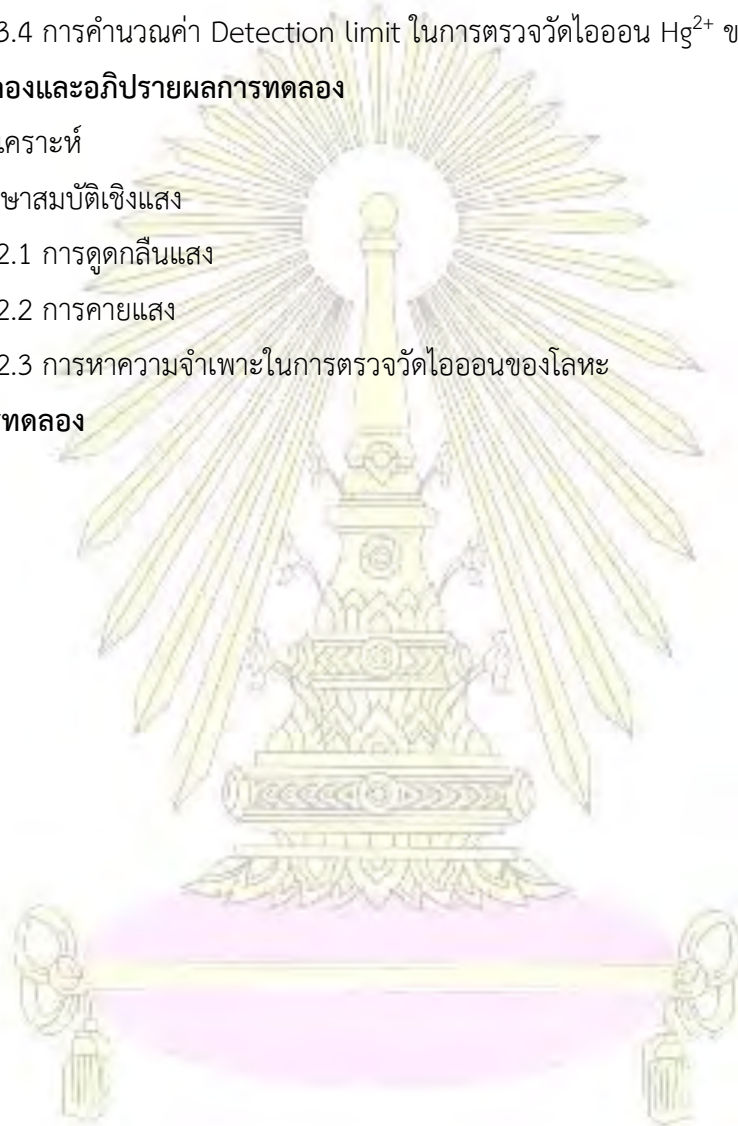 3.4 การคำนวณค่า Detection limit ในการตรวจวัดไอออน Hg²⁺ ข
องและอภิปรายผลการทดลอง
เคราะห์
ษาสมบัติเชิงแสง
2.1 การดูดกลืนแสง
2.2 การคายแสง
2.3 การหาความจำเพาะในการตรวจวัดไอออนของโลหะ
ทดลอง